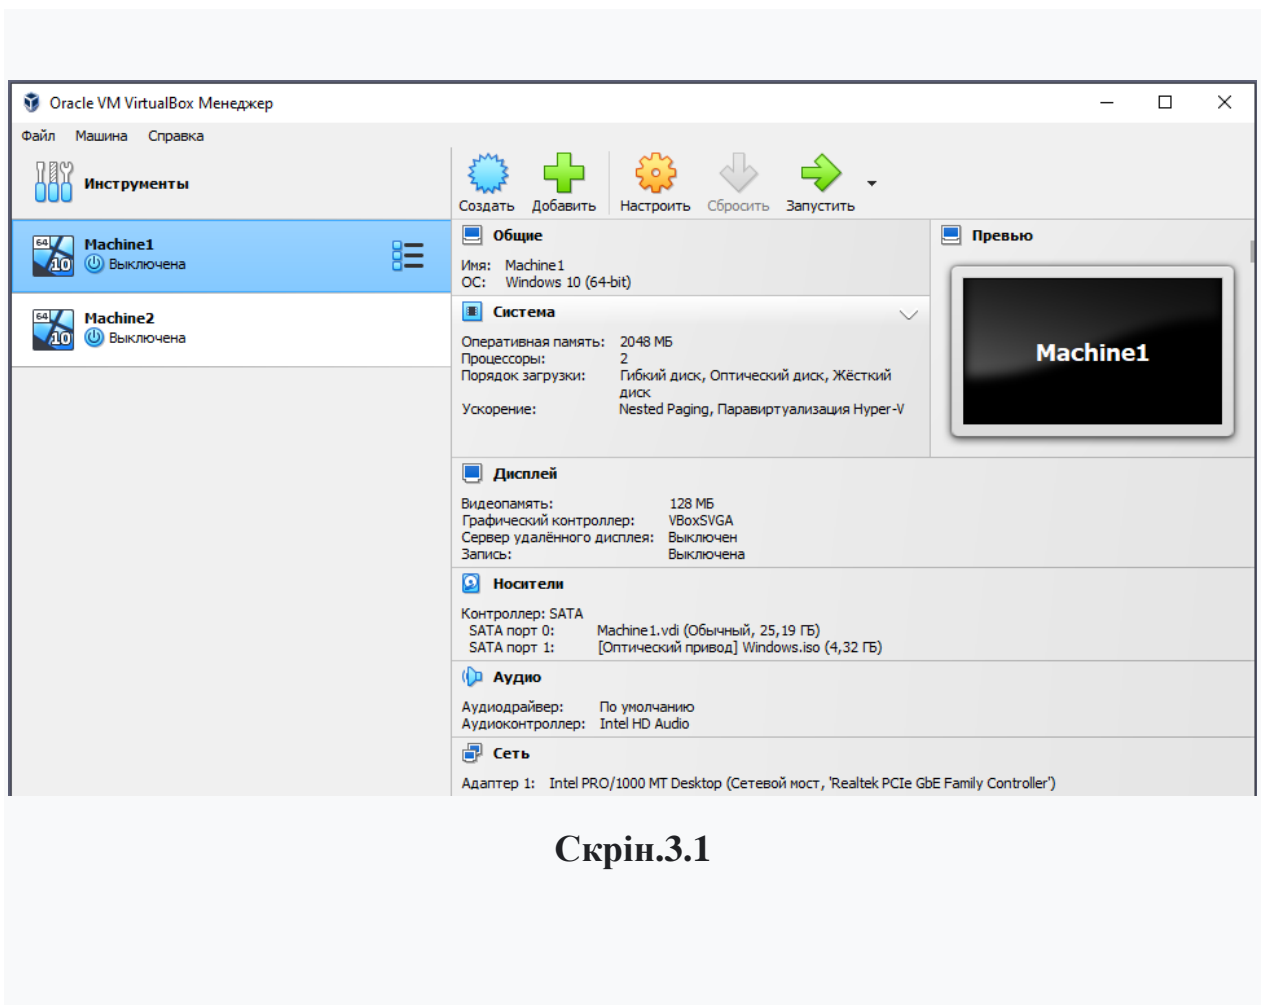 Oracle VM VirtualBox Менеджер
Файл Машина Справка
Инструменты
Создать Добавить Настроить Сбросить Запустить
64
10
Machine1
Выключена
64
10
Machine2
Выключена
Общие
Имя: Machine1
ОС: Windows 10 (64-bit)
Система
Оперативная память: 2048 МБ
Процессоры: 2
Порядок загрузки: Гибкий диск, Оптический диск, Жёсткий
диск
Ускорение: Nested Paging, Паравиртуализация Hyper-V
Превью
Machine1
Дисплей
Видеопамять: 128 МБ
Графический контроллер: VBoxSVGA
Сервер удалённого дисплея: Выключен
Запись: Выключена
Носители
Контроллер: SATA
SATA порт 0: Machine1.vdi (Обычный, 25,19 ГБ)
SATA порт 1: [Оптический привод] Windows.iso (4,32 ГБ)
Аудио
Аудиодрайвер: По умолчанию
Аудиоконтроллер: Intel HD Audio
Сеть
Адаптер 1: Intel PRO/1000 MT Desktop (Сетевой мост, 'Realtek PCIe GbE Family Controller')
Скрін.3.1